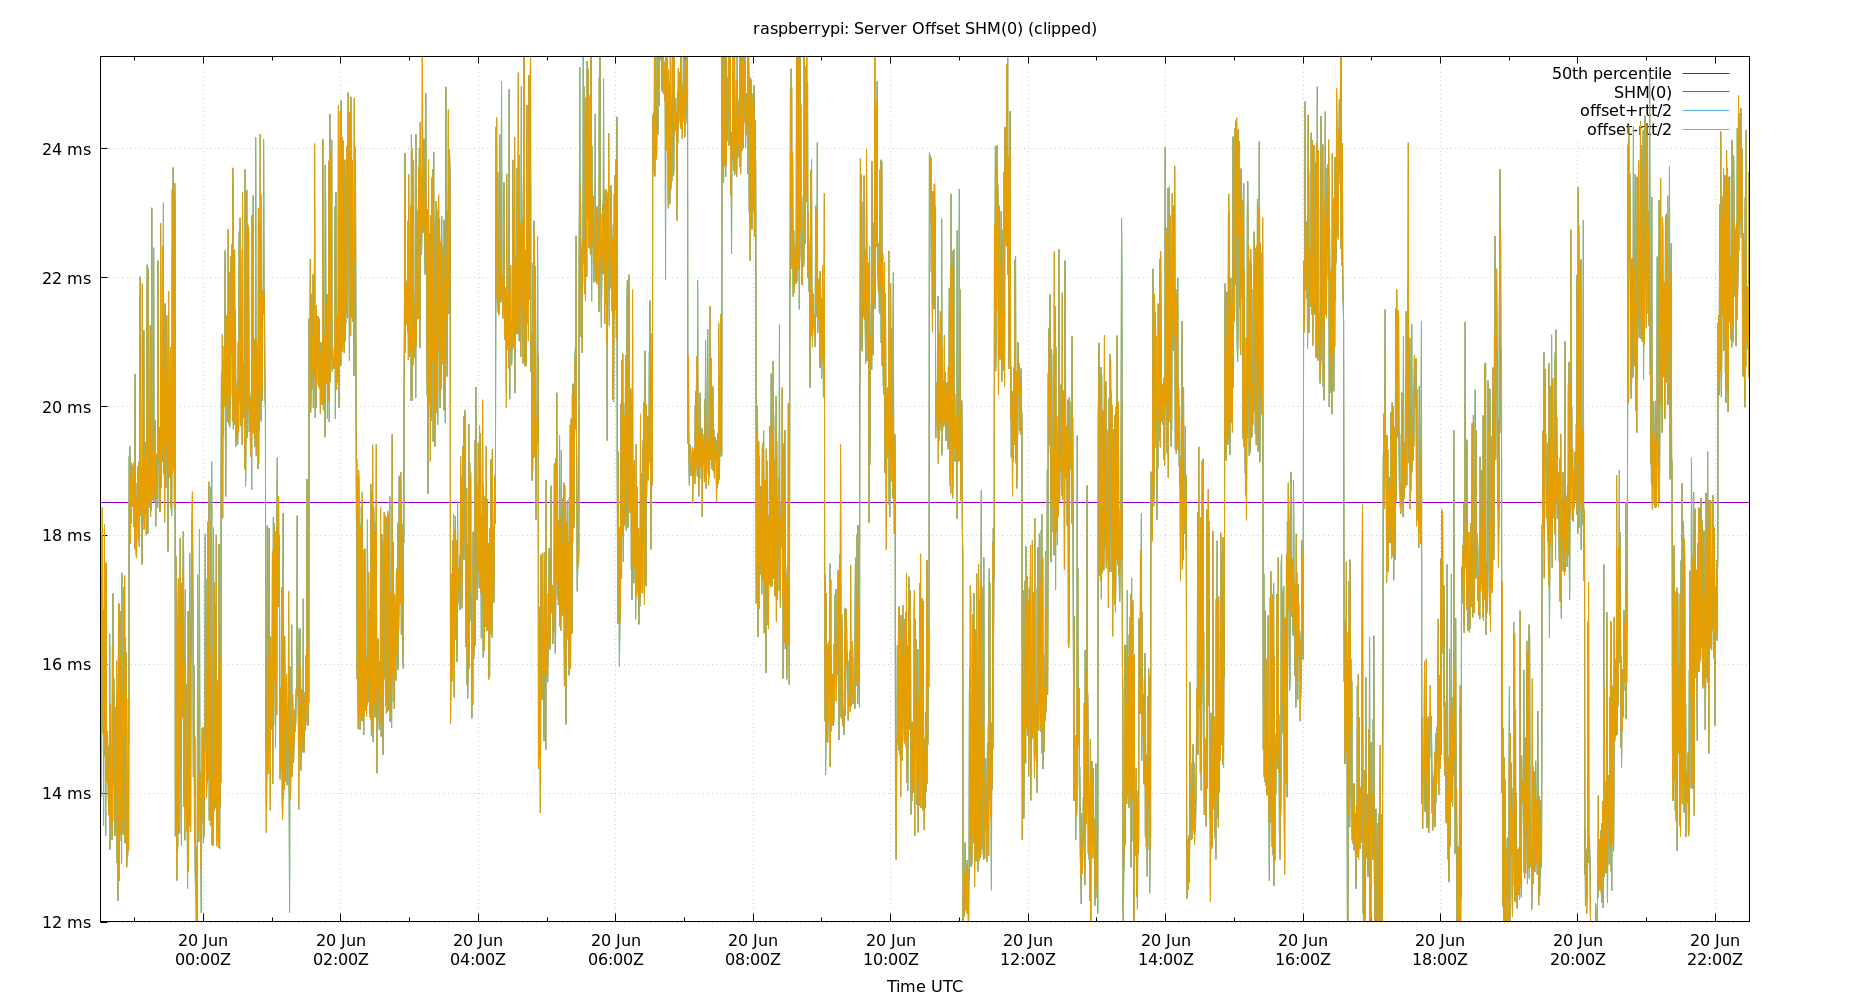 raspberrypi: Server Offset SHM(0) (clipped)
50th percentile
SHM(0)
offset+rtt/2
offset-rtt/2
24 ms
22 ms
20 ms
18 ms
16 ms
14 ms
12 ms
20 Jun 20 Jun 20 Jun 20 Jun 20 Jun 20 Jun 20 Jun 20 Jun 20 Jun 20 Jun 20 Jun 20 Jun
00:00Z 02:00Z 04:00Z 06:00Z 08:00Z 10:00Z 12:00Z 14:00Z 16:00Z 18:00Z 20:00Z 22:00Z
Time UTC